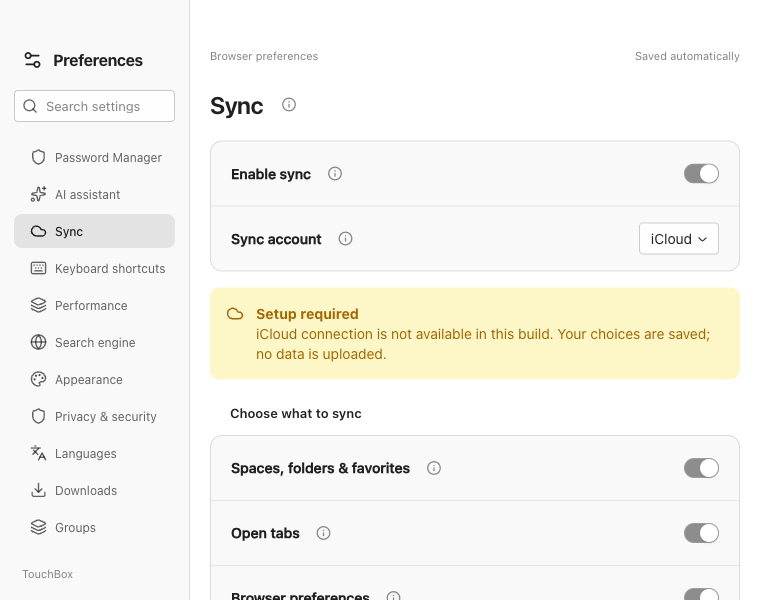 Preferences
Search settings
Password Manager
AI assistant
Sync
Keyboard shortcuts
Performance
Search engine
Appearance
Privacy & security
Languages
Downloads
Groups
TouchBox
Browser preferences
Saved automatically
Sync
Enable sync
Sync account
iCloud
Setup required
iCloud connection is not available in this build. Your choices are saved;
no data is uploaded.
Choose what to sync
Spaces, folders & favorites
Open tabs
Browser preferences